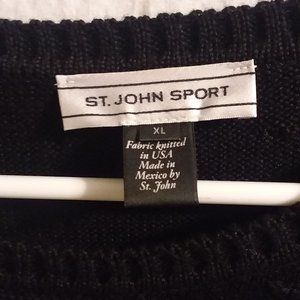 ST. JOHN SPORT
XL
Fabric knitted
in USA
Made in
Mexico by
St. John